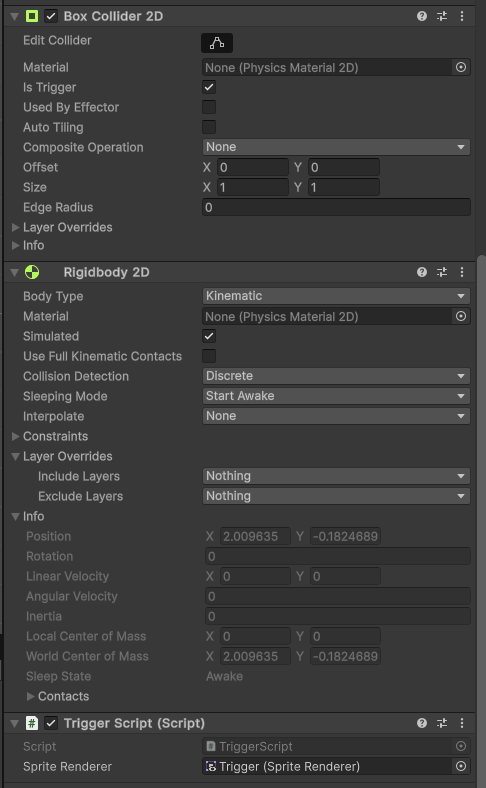 Box Collider 2D
Edit Collider
Material None (Physics Material 2D)
Is Trigger
Used By Effector
Auto Tiling
Composite Operation None
Offset X 0 Y 0
Size X 1 Y 1
Edge Radius 0
Layer Overrides
Info
Rigidbody 2D
Body Type Kinematic
Material None (Physics Material 2D)
Simulated
Use Full Kinematic Contacts
Collision Detection Discrete
Sleeping Mode Start Awake
Interpolate None
Constraints
Layer Overrides
Include Layers Nothing
Exclude Layers Nothing
Info
Position X 2.009635 Y -0.1824689
Rotation 0
Linear Velocity X 0 Y 0
Angular Velocity 0
Inertia 0
Local Center of Mass X 0 Y 0
World Center of Mass X 2.009635 Y -0.1824689
Sleep State Awake
Contacts
# Trigger Script (Script)
Script TriggerScript
Sprite Renderer Trigger (Sprite Renderer)